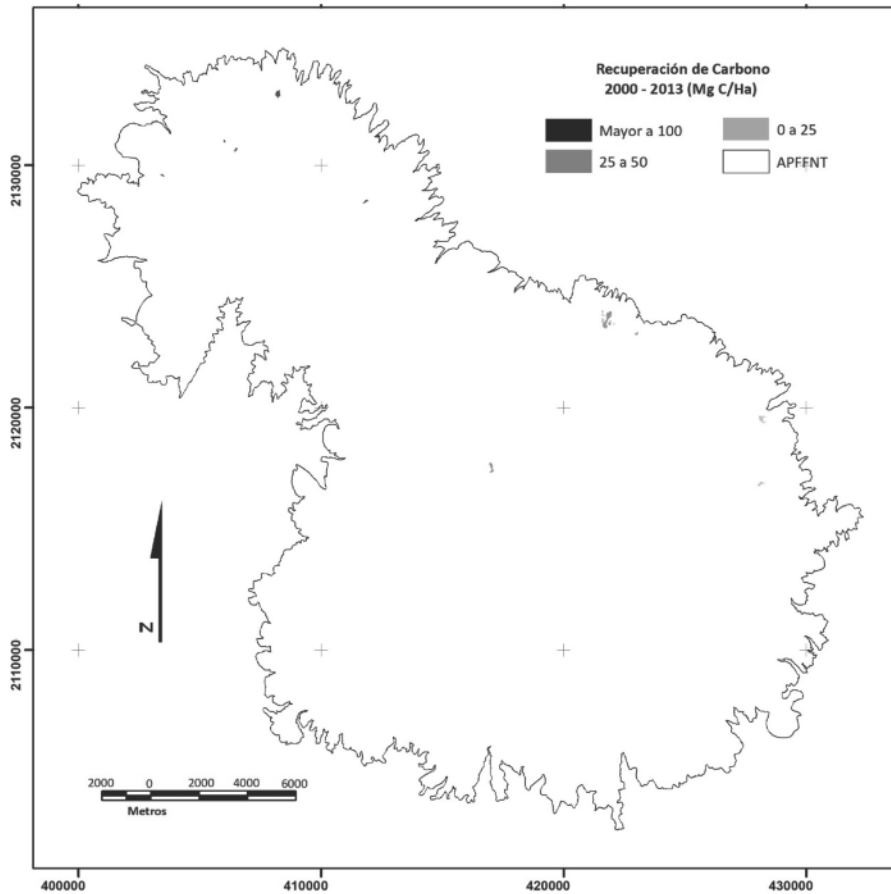 Recuperación de Carbono
2000 - 2013 (Mg C/Ha)
Mayor a 100
0 a 25
25 a 50
APFFNT
2130000
2120000
2110000
N
2000 0 2000 4000 6000
Metros
400000 410000 420000 430000